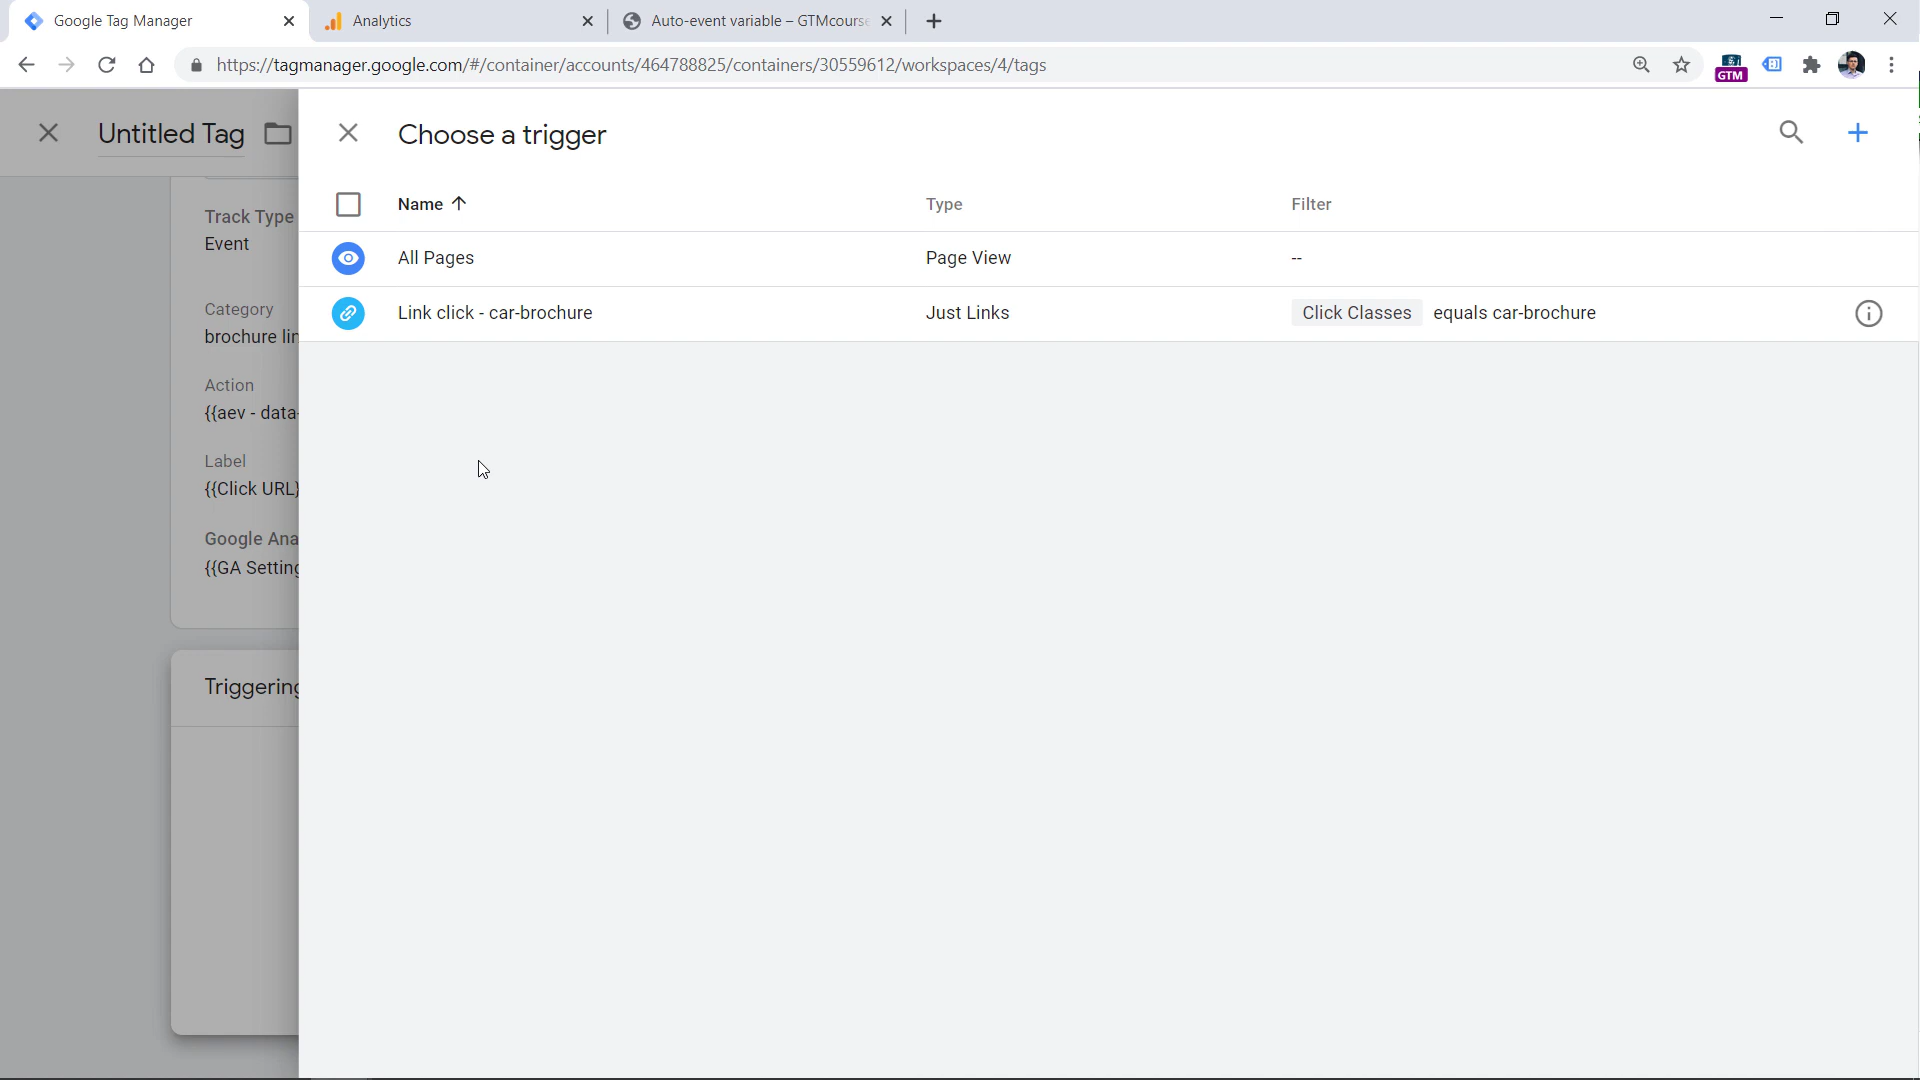 Google Tag Manager
Analytics
Auto-event variable – GTMcourse
https://tagmanager.google.com/#/container/accounts/464788825/containers/30559612/workspaces/4/tags
GTM
Untitled Tag
Choose a trigger
Name
Type
Filter
Track Type
Event
All Pages
Page View
--
Category
brochure lin
Link click - car-brochure
Just Links
Click Classes equals car-brochure
Action
{{aev - data-
Label
{{Click URL}
Google Ana
{{GA Setting
Triggering